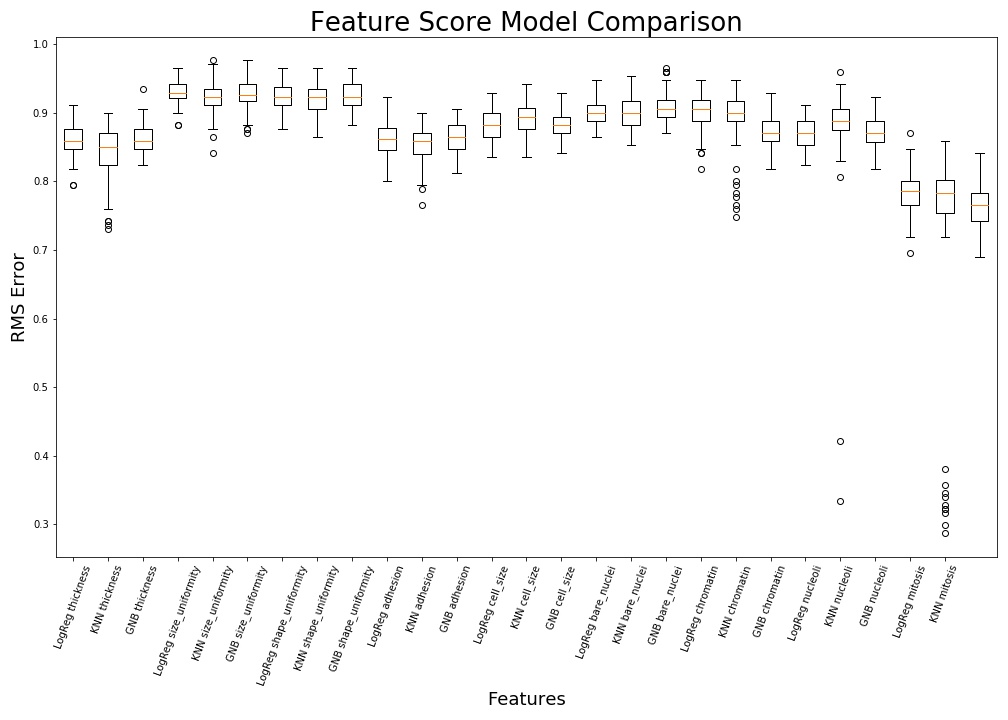 Feature Score Model Comparison
RMS Error
1.0
0.9
0.8
0.7
0.6
0.5
0.4
0.3
LogReg thickness
KNN thickness
GNB thickness
LogReg size_uniformity
KNN size_uniformity
GNB size_uniformity
LogReg shape_uniformity
KNN shape_uniformity
GNB shape_uniformity
LogReg adhesion
KNN adhesion
GNB adhesion
LogReg cell_size
KNN cell_size
GNB cell_size
LogReg bare_nuclei
KNN bare_nuclei
GNB bare_nuclei
LogReg chromatin
KNN chromatin
GNB chromatin
LogReg nucleoli
KNN nucleoli
GNB nucleoli
LogReg mitosis
KNN mitosis
Features